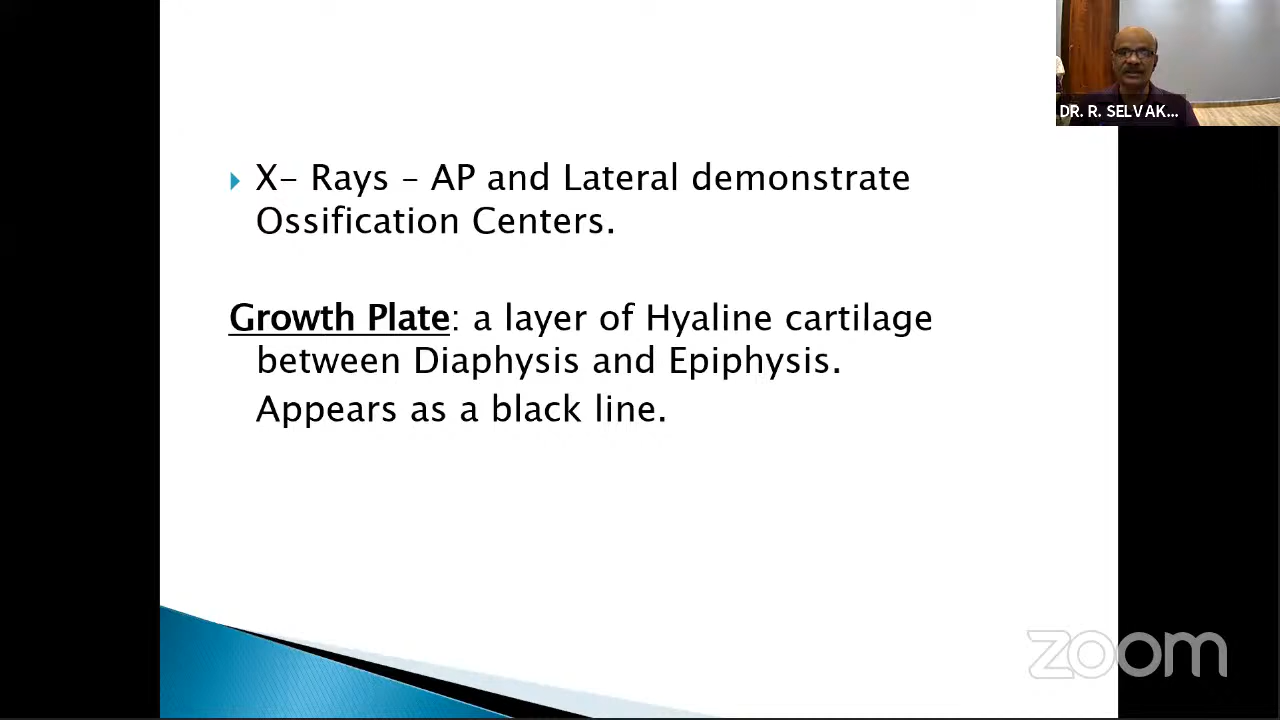 DR. R. SELVAK...
X- Rays – AP and Lateral demonstrate
Ossification Centers.
Growth Plate: a layer of Hyaline cartilage
between Diaphysis and Epiphysis.
Appears as a black line.
zoom